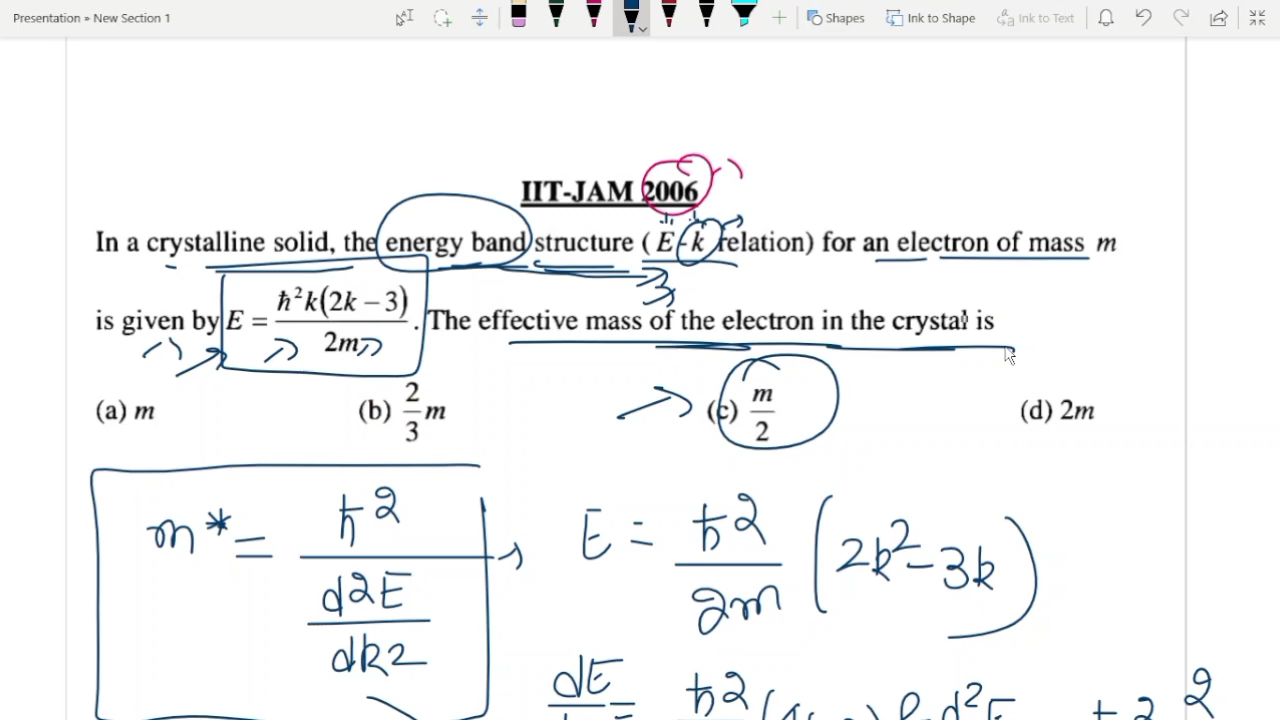 Presentation » New Section 1
Shapes
Ink to Shape
Ink to Text
IIT-JAM 2006
In a crystalline solid, the energy band structure ( E - k relation) for an electron of mass m
is given by E = ħ²k(2k – 3) / 2m . The effective mass of the electron in the crystal is
(a) m (b) 2/3 m (c) m/2 (d) 2m
m* = ħ² / (d²E / dk²)
E = ħ² / 2m (2k² – 3k)
dE
ħ²
d²E